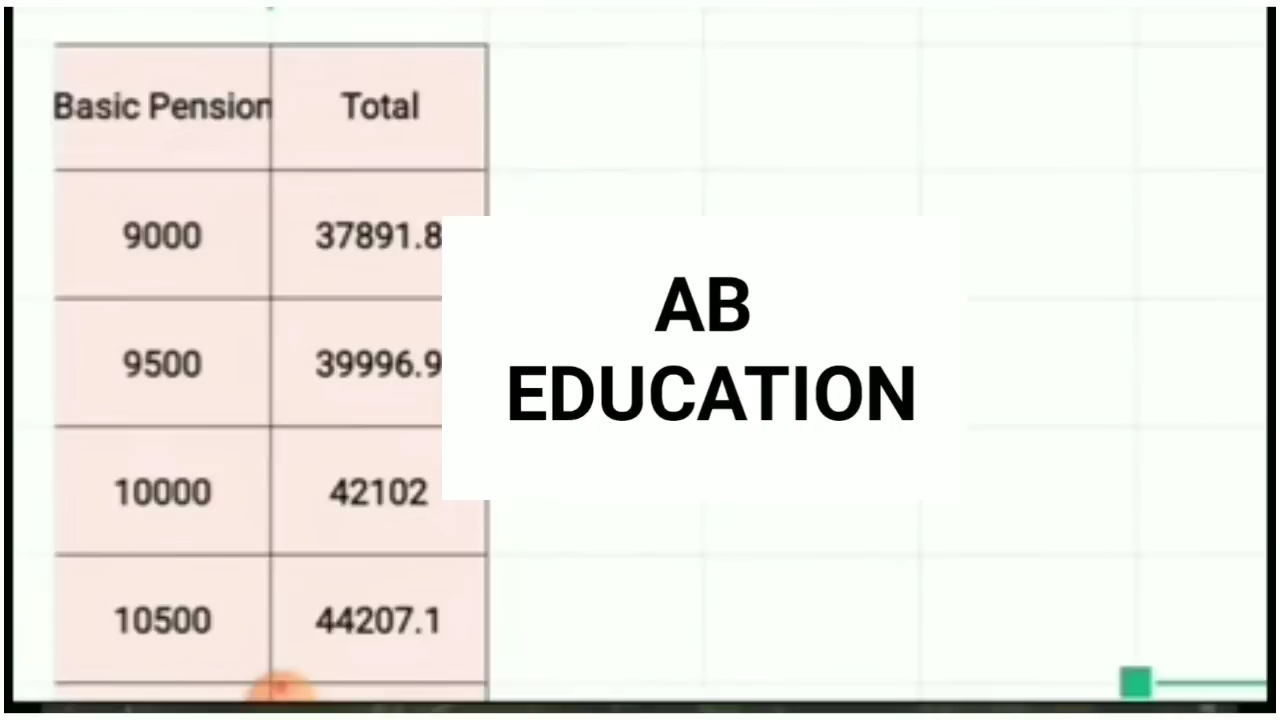 Basic Pension Total
9000 37891.8
9500 39996.9
10000 42102
10500 44207.1
AB
EDUCATION